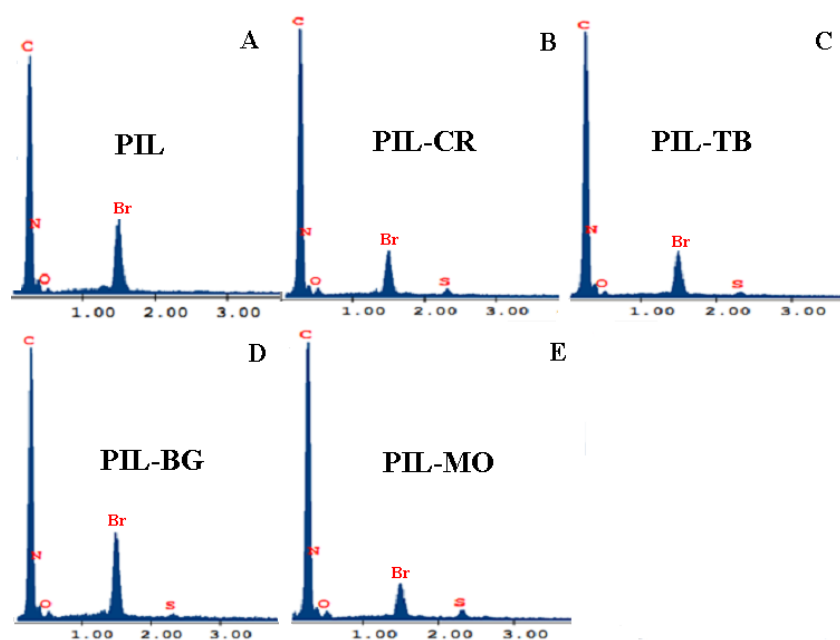 C A
PIL
Br
N
O
1.00 2.00 3.00
C B
PIL-CR
Br
N
O S
1.00 2.00 3.00
C C
PIL-TB
Br
N
O S
1.00 2.00 3.00
C D
PIL-BG
Br
N
O S
1.00 2.00 3.00
C E
PIL-MO
Br
N
O S
1.00 2.00 3.00